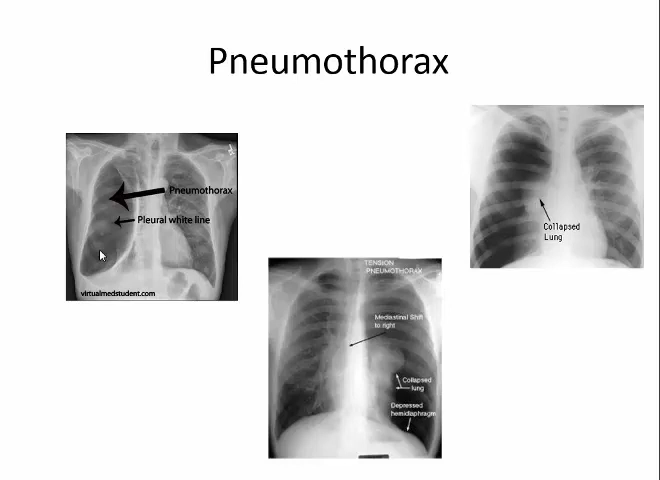 Pneumothorax
Pneumothorax
Pleural white line
virtualmedstudent.com
TENSION
PNEUMOTHORAX
Mediastinal Shift
to right
Collapsed
lung
Depressed
hemidiaphragm
Collapsed
Lung